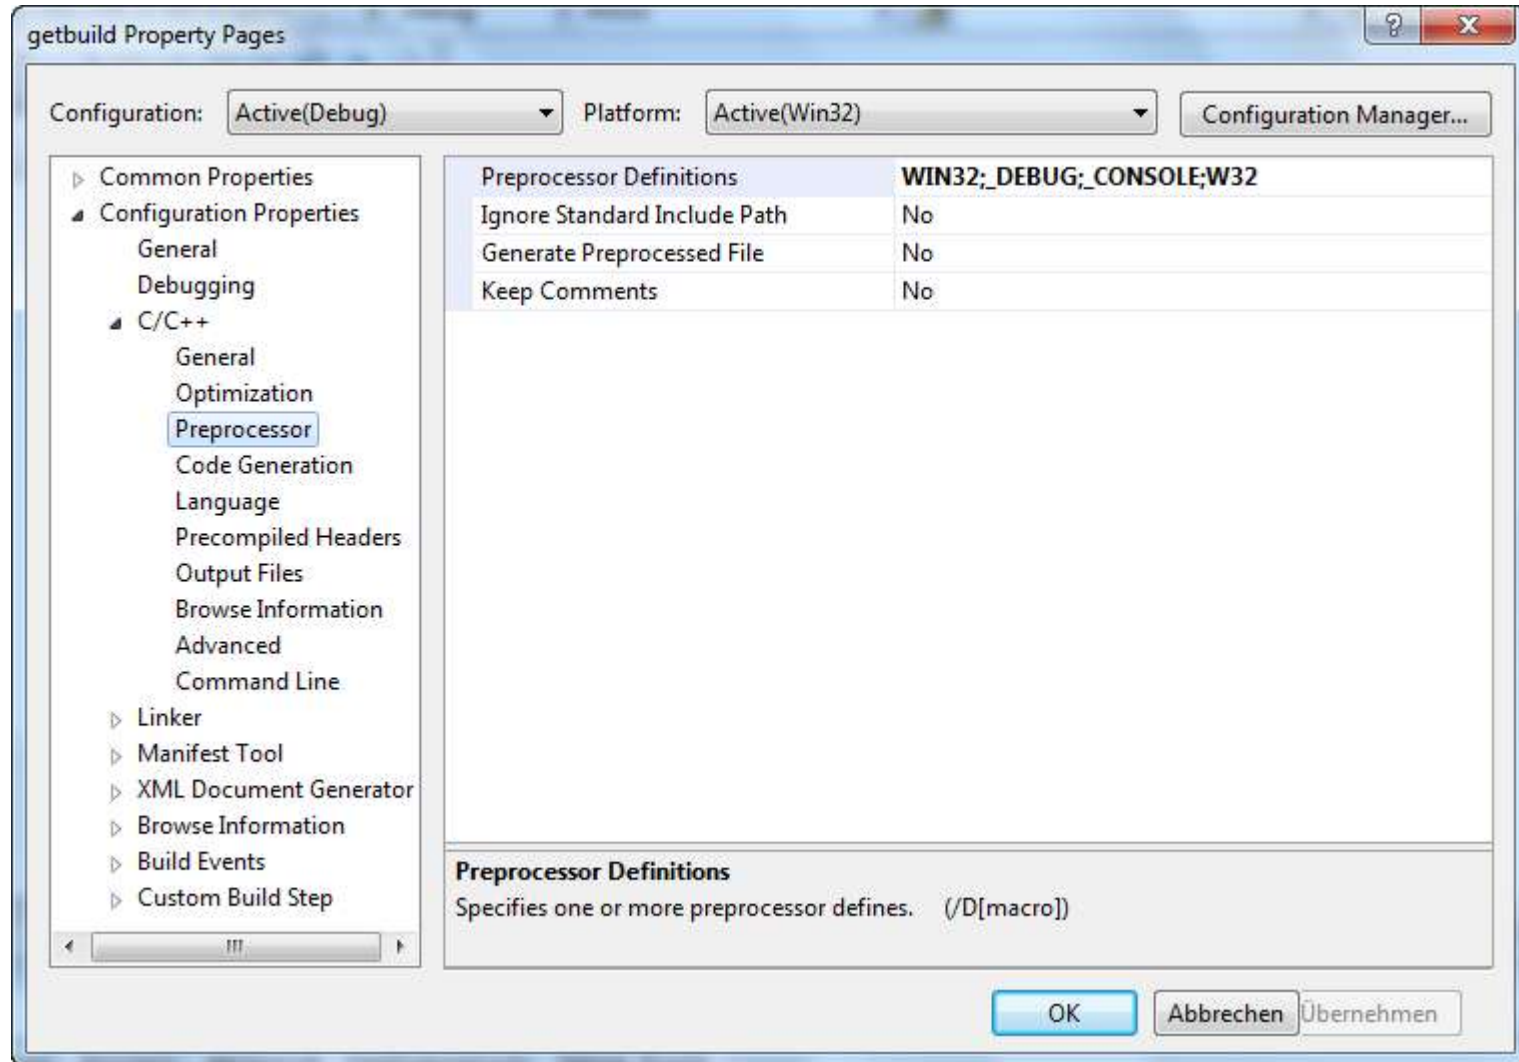 getbuild Property Pages
Configuration: Active(Debug) Platform: Active(Win32) Configuration Manager...
Common Properties
Configuration Properties
General
Debugging
C/C++
General
Optimization
Preprocessor
Code Generation
Language
Precompiled Headers
Output Files
Browse Information
Advanced
Command Line
Linker
Manifest Tool
XML Document Generator
Browse Information
Build Events
Custom Build Step
Preprocessor Definitions WIN32;_DEBUG;_CONSOLE;W32
Ignore Standard Include Path No
Generate Preprocessed File No
Keep Comments No
Preprocessor Definitions
Specifies one or more preprocessor defines. (/D[macro])
OK Abbrechen Übernehmen